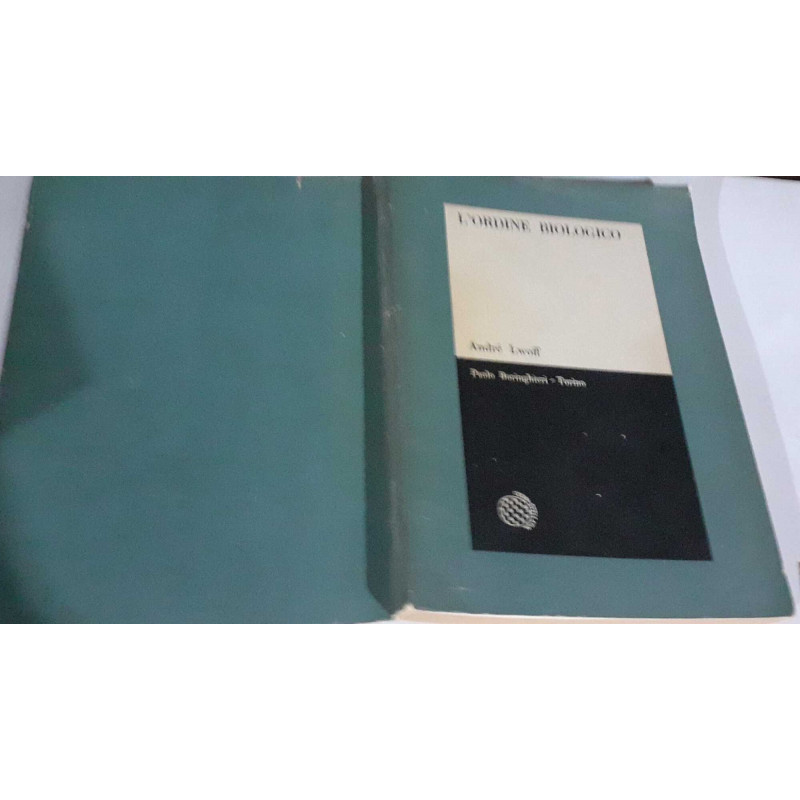 L'ORDINE BIOLOGICO
André Lwoff
Paolo Boringhieri - Torino